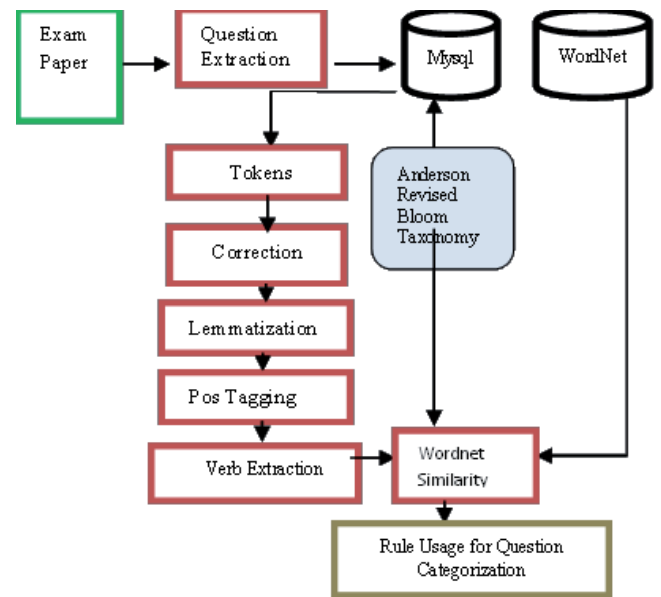 Exam
Paper
Question
Extraction
Mysql
WordNet
Tokens
Anderson
Revised
Bloom
Taxonomy
Correction
Lemmatization
Pos Tagging
Verb Extraction
Wordnet
Similarity
Rule Usage for Question
Categorization